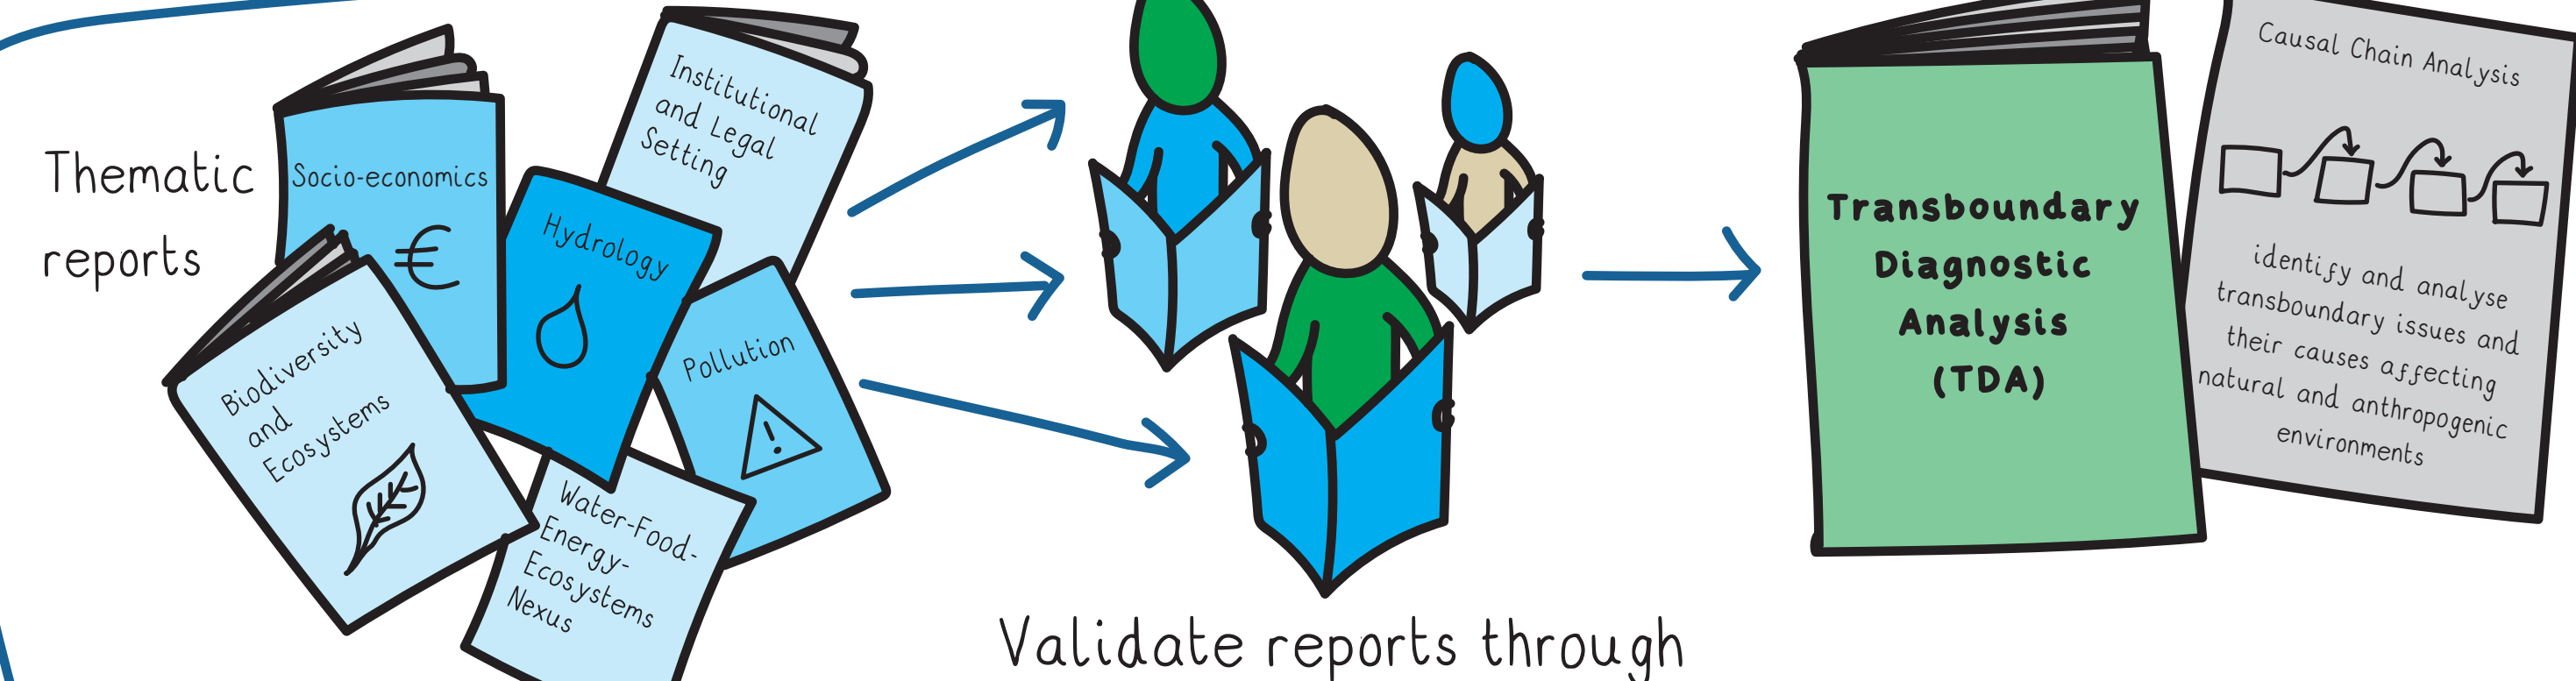 Thematic
reports
Socio-economics
€
Institutional
and Legal
Setting
Hydrology
Biodiversity
and
Ecosystems
Pollution
!
Water-Food-
Energy-
Ecosystems
Nexus
Validate reports through
Transboundary
Diagnostic
Analysis
(TDA)
Causal Chain Analysis
identify and analyse
transboundary issues and
their causes affecting
natural and anthropogenic
environments